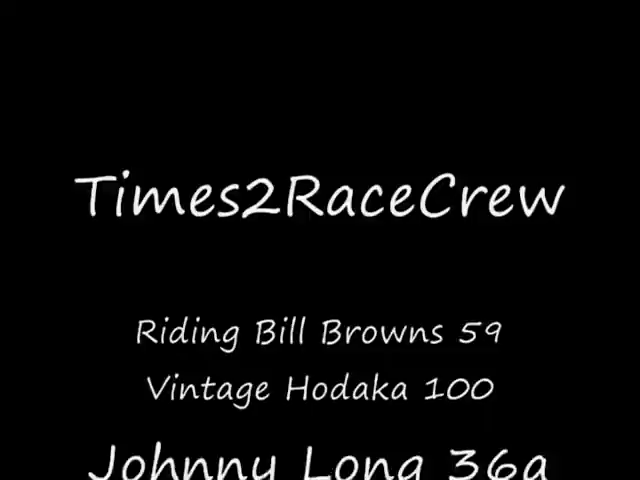 Times2RaceCrew
Riding Bill Browns 59
Vintage Hodaka 100
Johnny Long 36a